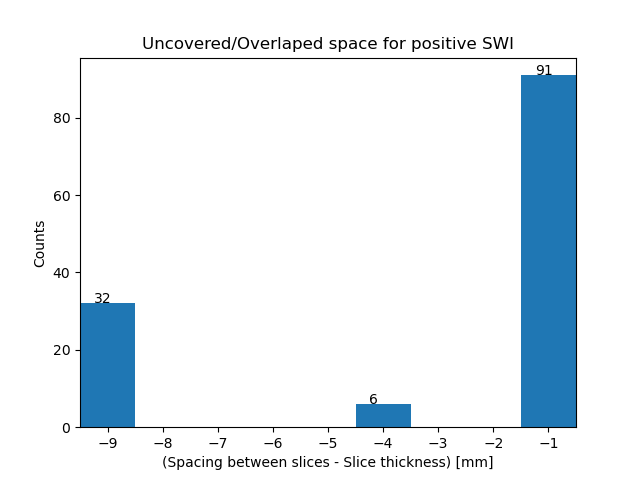 Uncovered/Overlaped space for positive SWI
91
80
60
40
32
20
6
0
Counts
−9 −8 −7 −6 −5 −4 −3 −2 −1
(Spacing between slices - Slice thickness) [mm]